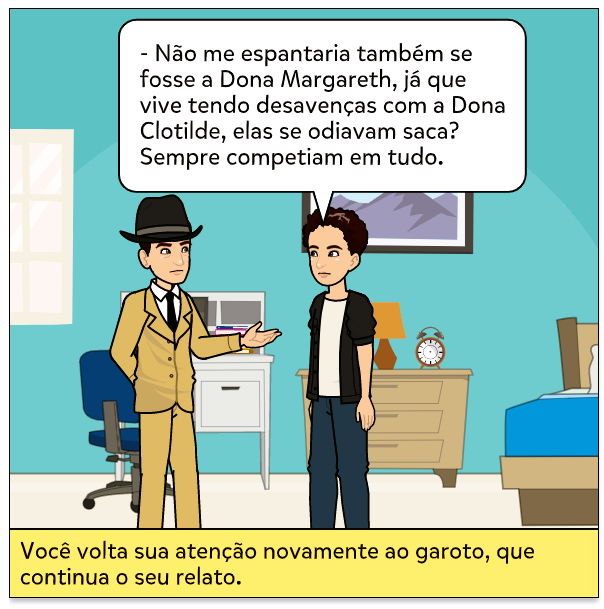 - Não me espantaria também se
fosse a Dona Margareth, já que
vive tendo desavenças com a Dona
Clotilde, elas se odiavam saca?
Sempre competiam em tudo.
Você volta sua atenção novamente ao garoto, que
continua o seu relato.